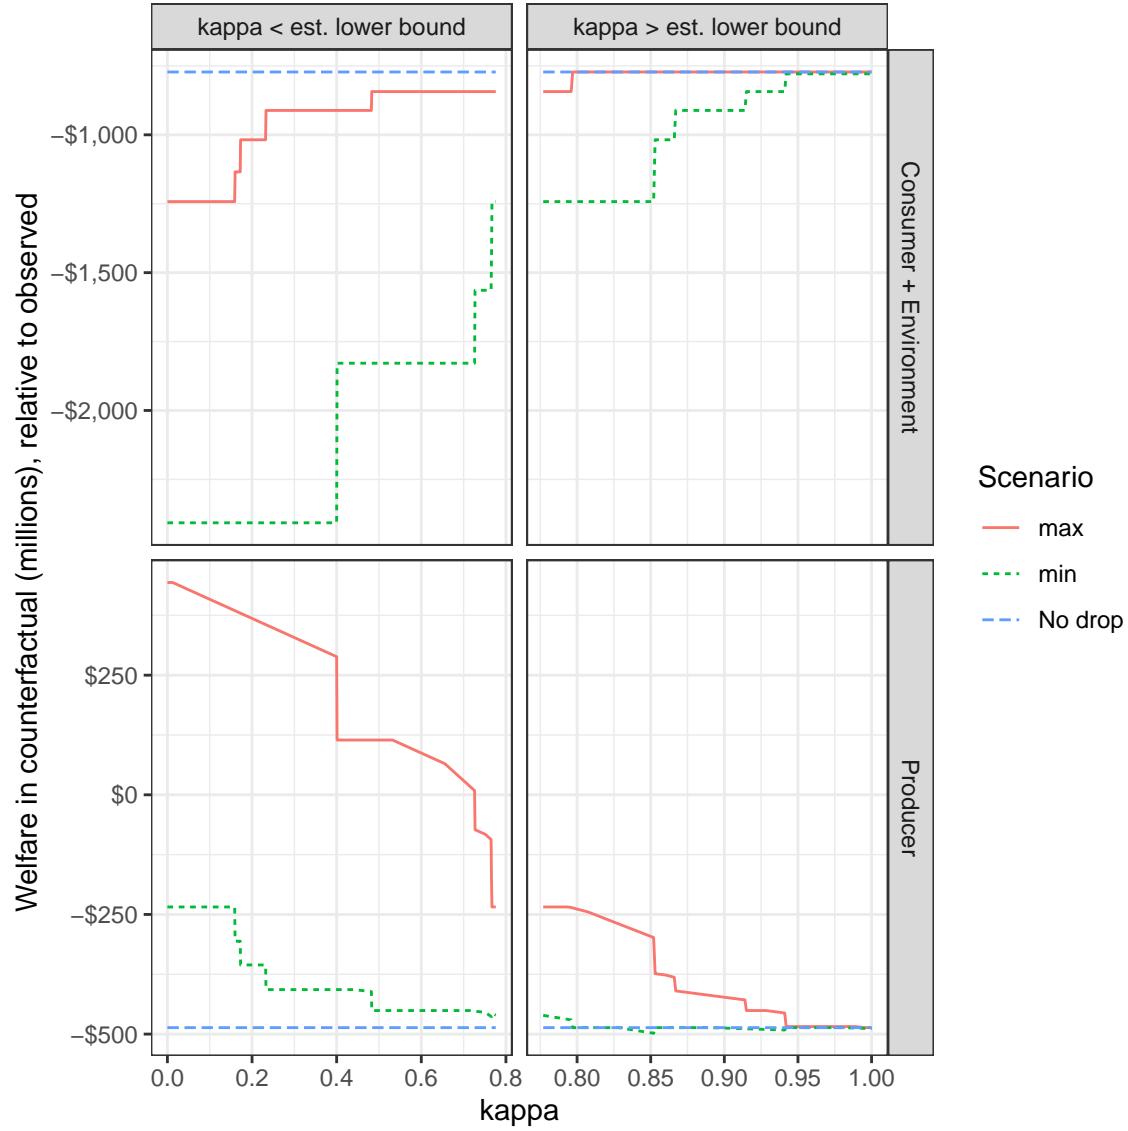 kappa < est. lower bound
kappa > est. lower bound
−$1,000
−$1,500
−$2,000
Consumer + Environment
$250
$0
−$250
−$500
Producer
Welfare in counterfactual (millions), relative to observed
0.0 0.2 0.4 0.6 0.8
0.80 0.85 0.90 0.95 1.00
kappa
Scenario
max
min
No drop